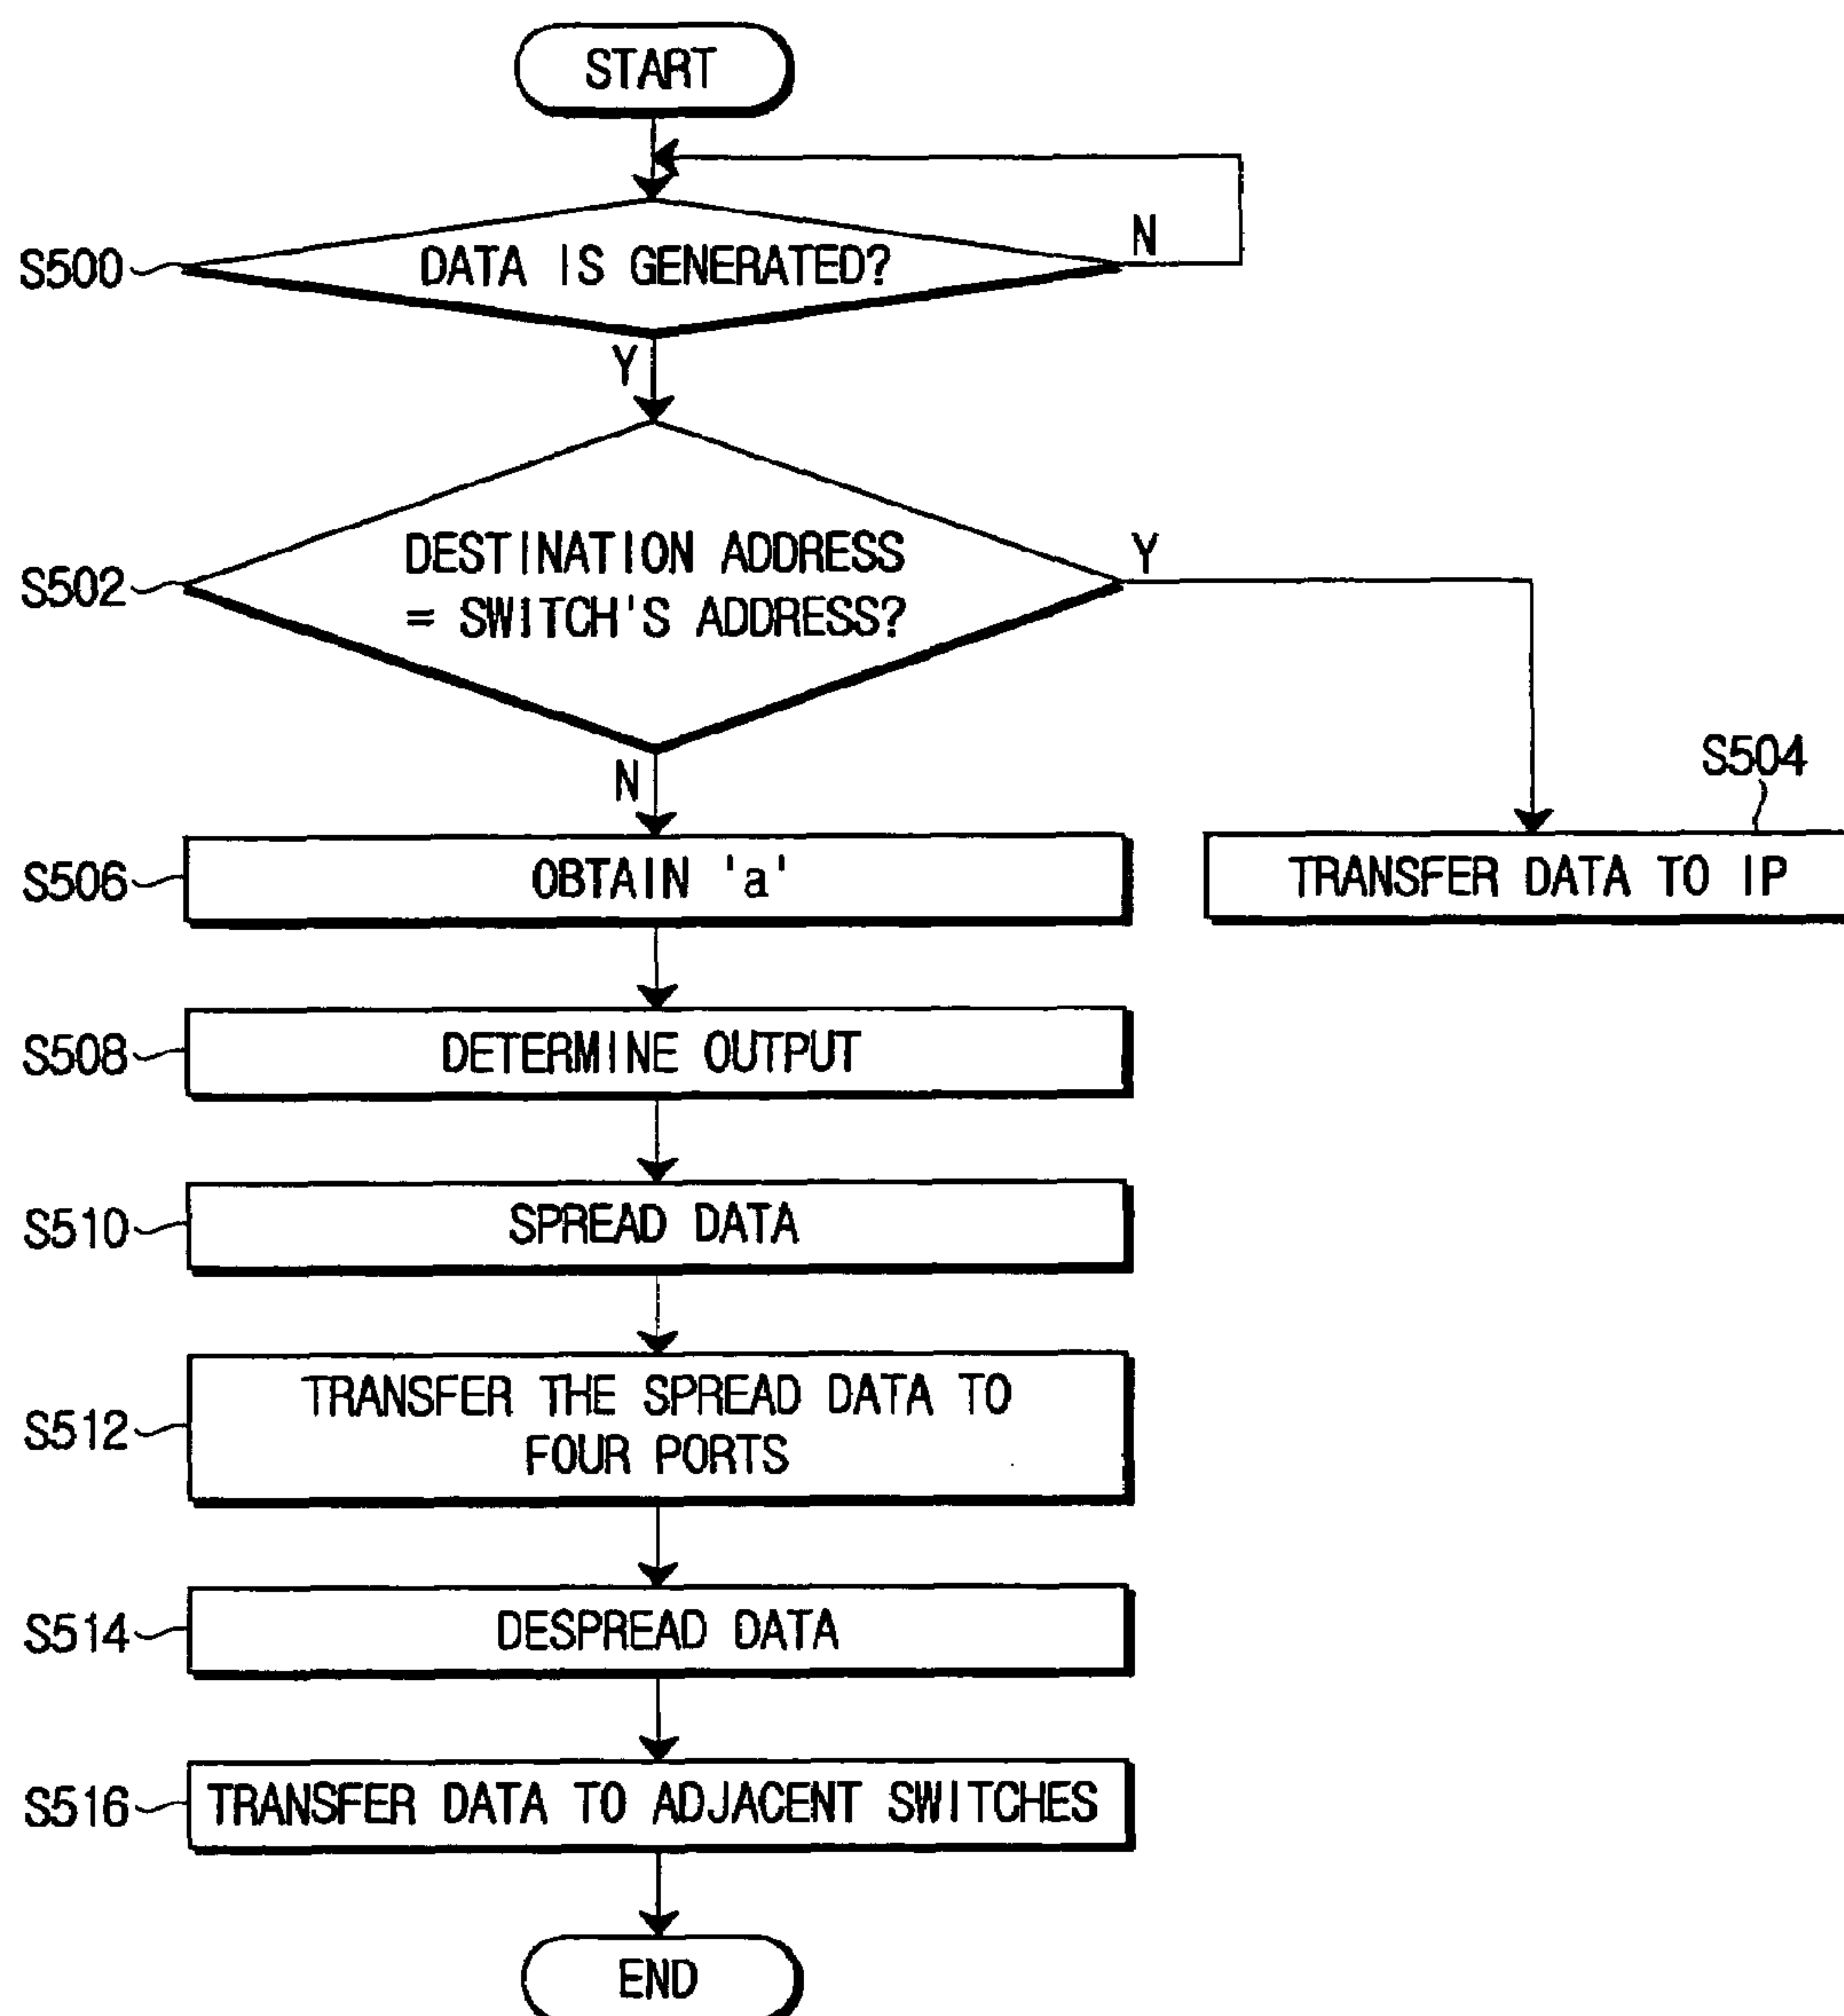 START
S500
DATA IS GENERATED?
N
Y
S502
DESTINATION ADDRESS
= SWITCH'S ADDRESS?
Y
N
S504
S506
OBTAIN 'a'
TRANSFER DATA TO IP
S508
DETERMINE OUTPUT
S510
SPREAD DATA
S512
TRANSFER THE SPREAD DATA TO
FOUR PORTS
S514
DESPREAD DATA
S516
TRANSFER DATA TO ADJACENT SWITCHES
END